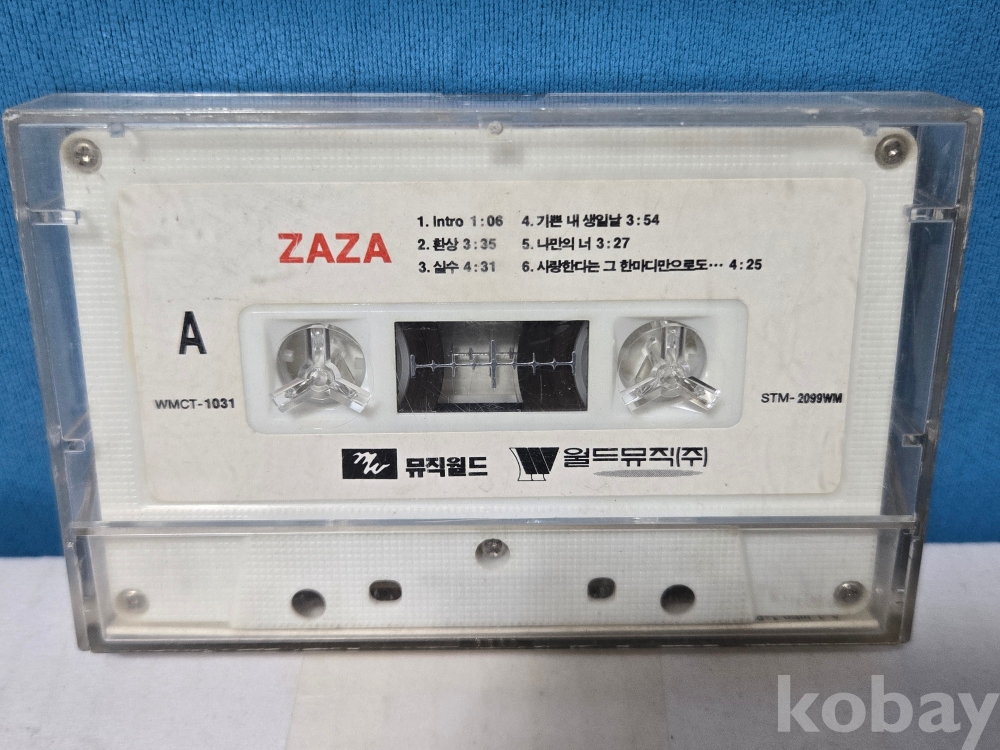 ZAZA
1. Intro 1:06
2. 환상 3:35
3. 실수 4:31
4. 기쁜 내 생일날 3:54
5. 나만의 너 3:27
6. 사랑한다는 그 한마디만으로도… 4:25
A
WMCT-1031
STM-2099WM
mw 뮤직월드
W 월드뮤직(주)
kobay